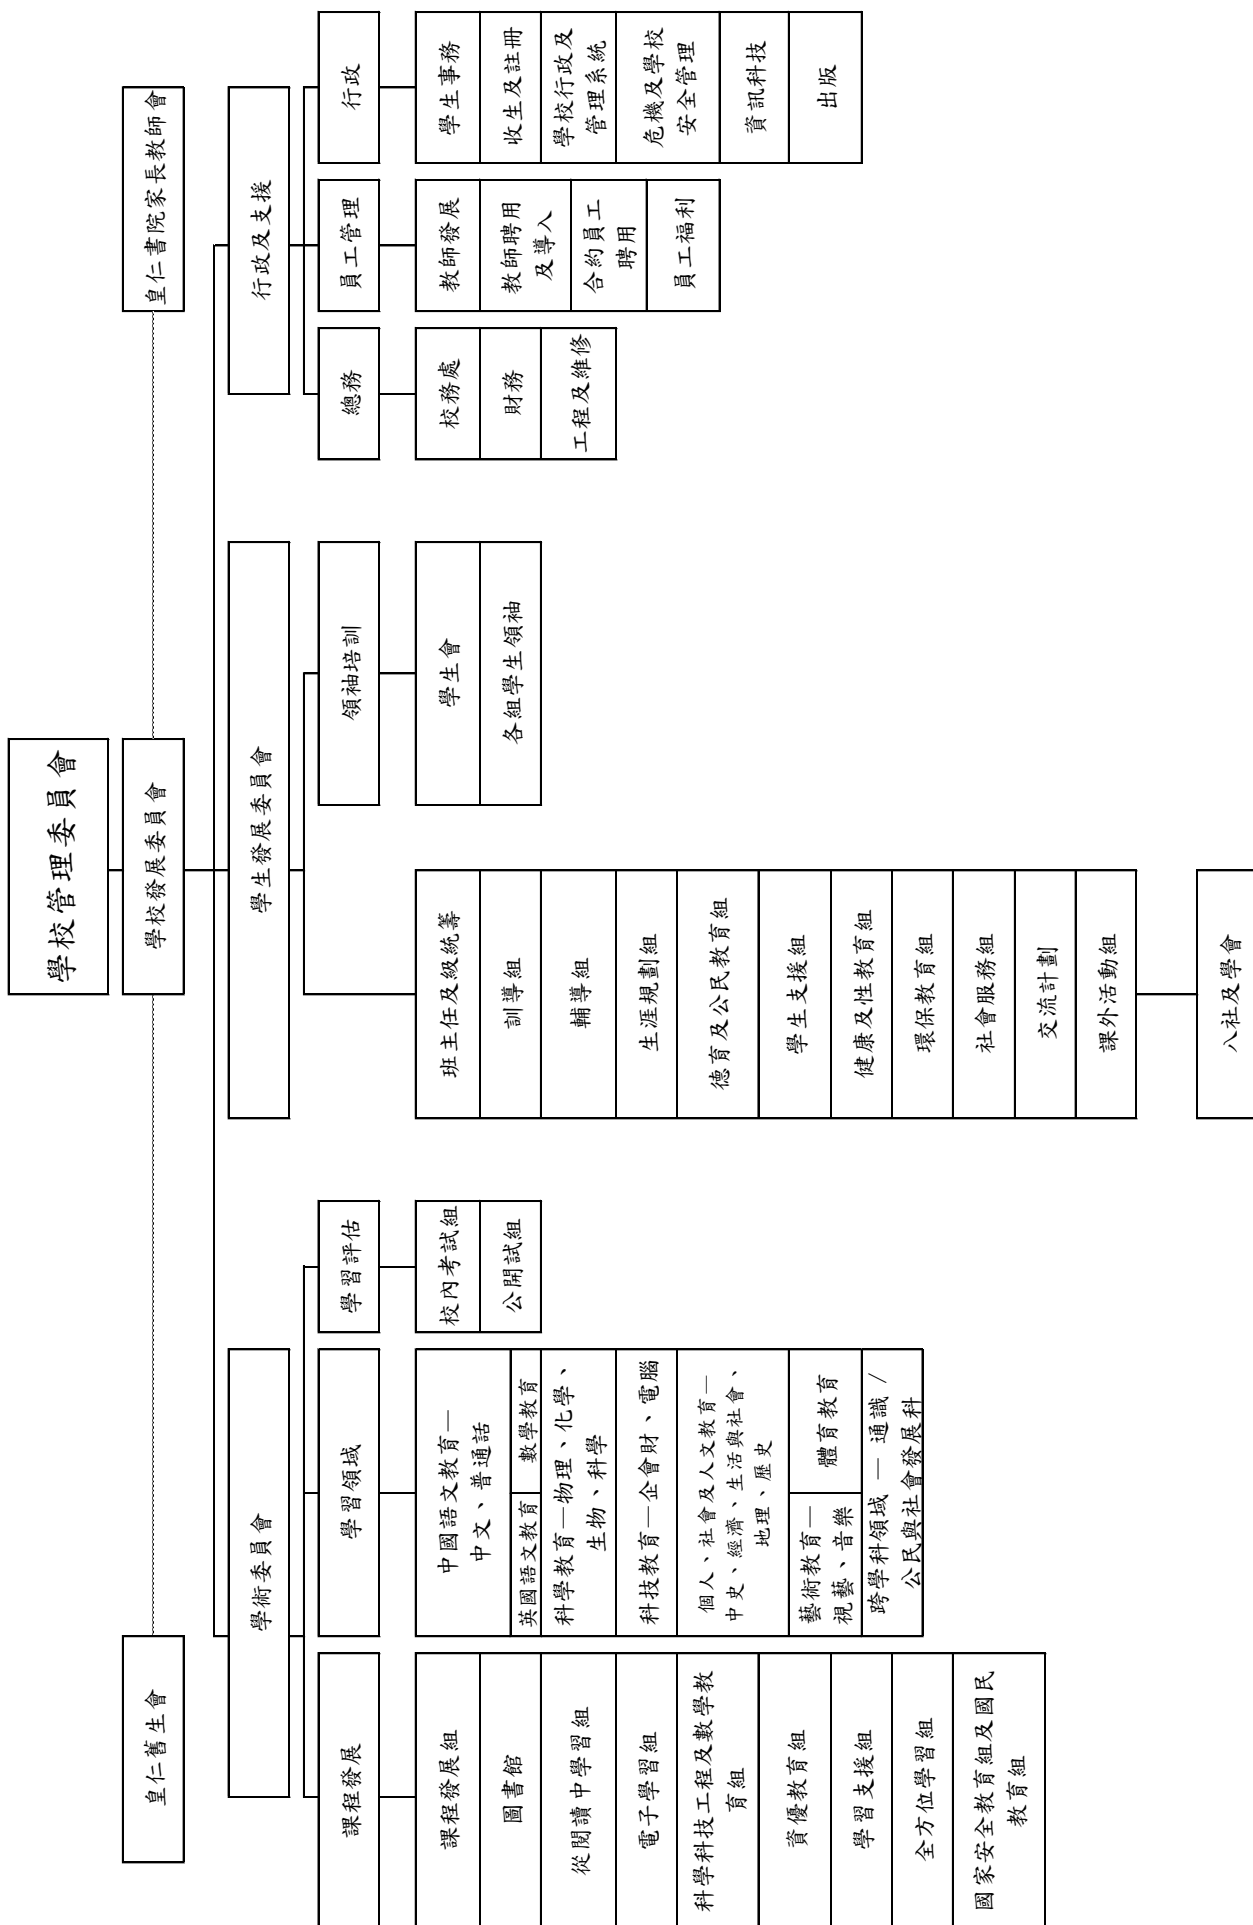 學校管理委員會
皇仁舊生會
學校發展委員會
皇仁書院家長教師會
學術委員會
學生發展委員會
行政及支援
課程發展
學習領域
學習評估
領袖培訓
總務
員工管理
行政
課程發展組
圖書館
從閱讀中學習組
電子學習組
科學科技工程及數學教
育組
資優教育組
學習支援組
全方位學習組
國家安全教育組及國民
教育組
中國語文教育—
中文、普通話
英國語文教育
數學教育
科學教育—物理、化學、
生物、科學
科技教育—企會財、電腦
個人、社會及人文教育—
中史、經濟、生活與社會、
地理、歷史
藝術教育—
視藝、音樂
體育教育
跨學科領域 — 通識 /
公民與社會發展科
校內考試組
公開試組
班主任及級統籌
訓導組
輔導組
生涯規劃組
德育及公民教育組
學生支援組
健康及性教育組
環保教育組
社會服務組
交流計劃
課外活動組
八社及學會
學生會
各組學生領袖
校務處
財務
工程及維修
教師發展
教師聘用
及導入
合約員工
聘用
員工福利
學生事務
收生及註冊
學校行政及
管理系統
危機及學校
安全管理
資訊科技
出版